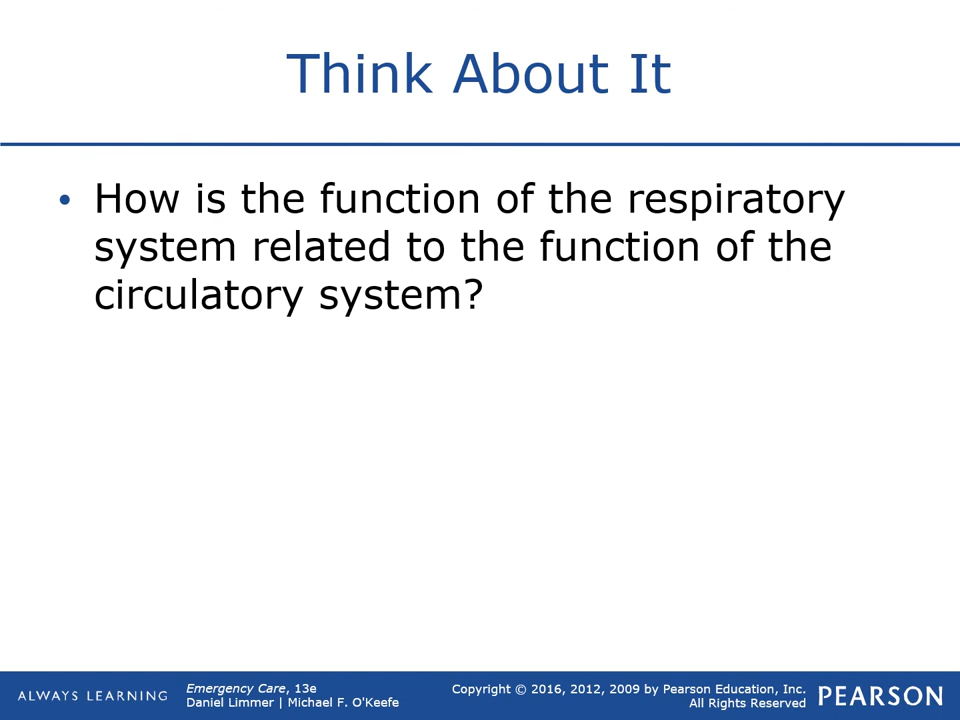 Think About It
• How is the function of the respiratory
system related to the function of the
circulatory system?
ALWAYS LEARNING
Emergency Care, 13e
Daniel Limmer | Michael F. O'Keefe
Copyright © 2016, 2012, 2009 by Pearson Education, Inc.
All Rights Reserved
PEARSON